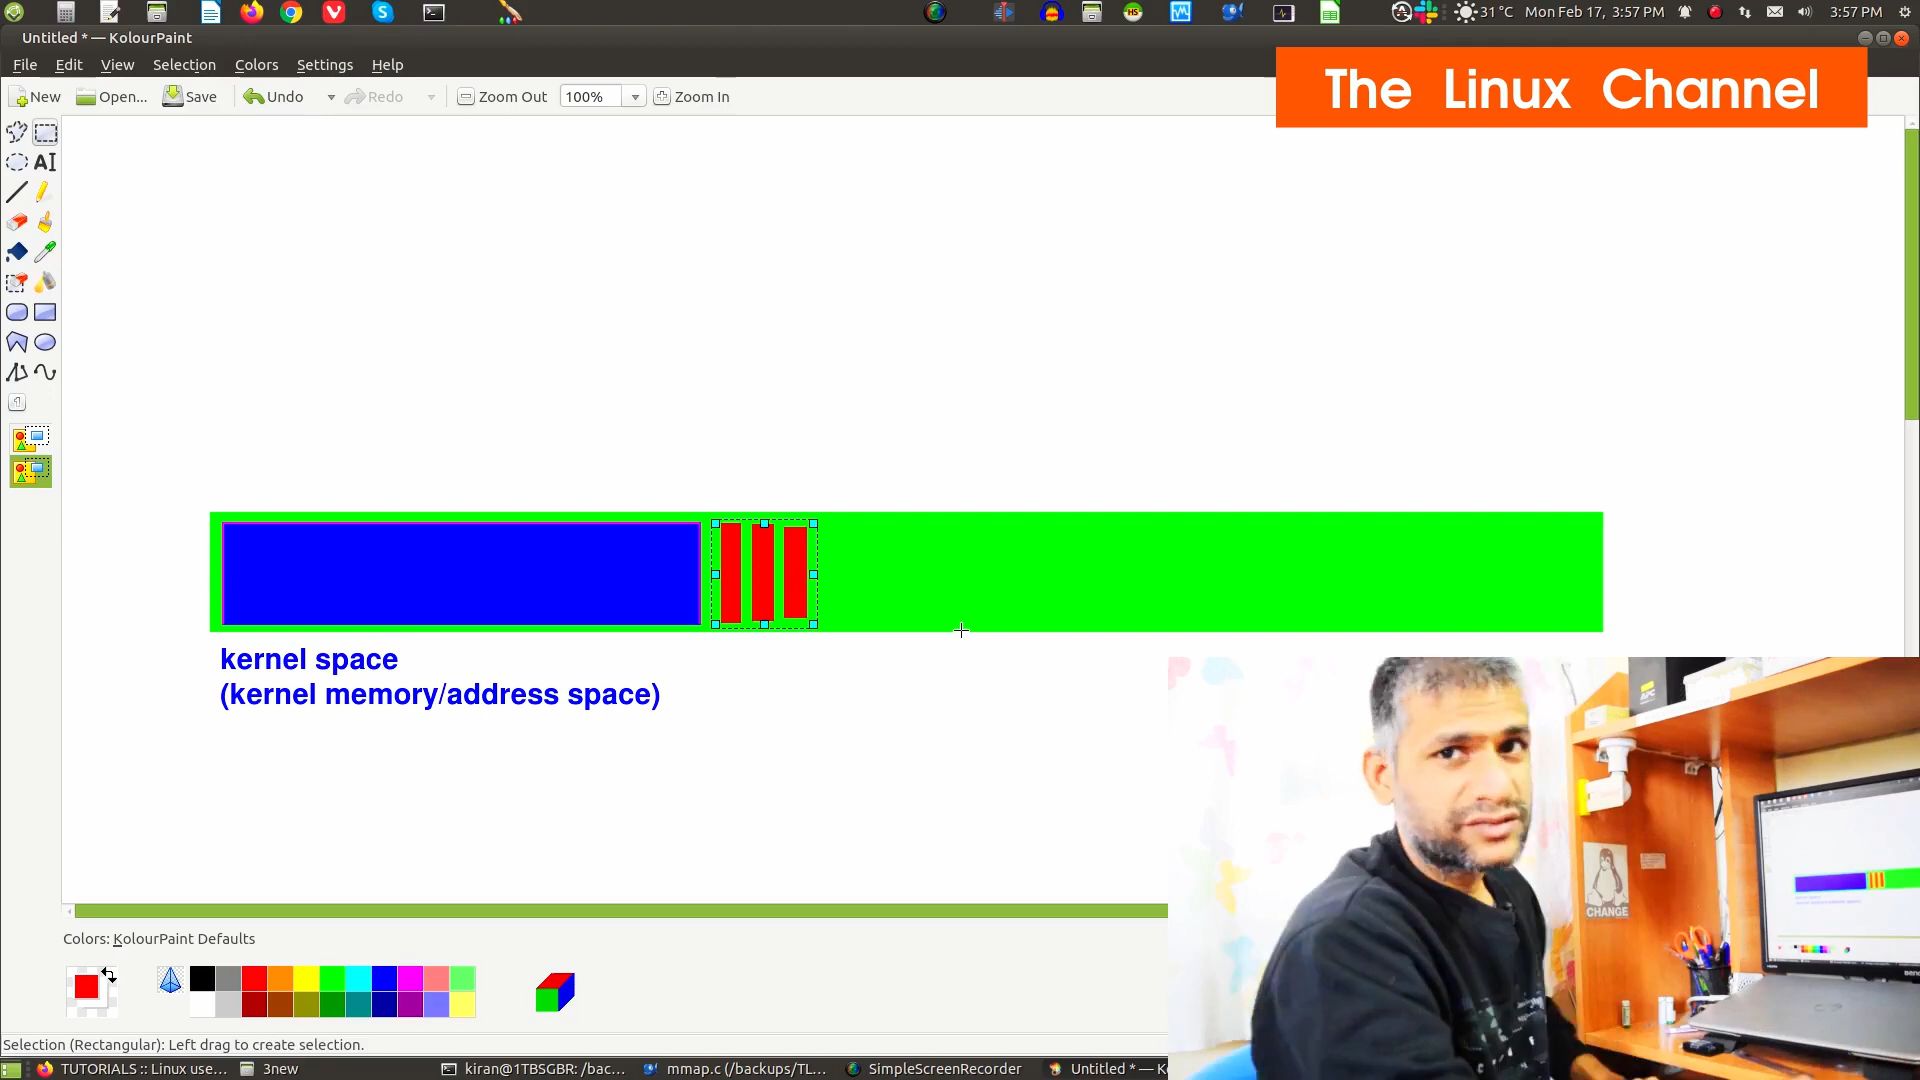 31 °C Mon Feb 17, 3:57 PM 3:57 PM
Untitled * — KolourPaint
File Edit View Selection Colors Settings Help
New Open... Save Undo Redo Zoom Out 100% Zoom In
The Linux Channel
kernel space
(kernel memory/address space)
CHANGE
Colors: KolourPaint Defaults
Selection (Rectangular): Left drag to create selection.
TUTORIALS :: Linux use... 3new kiran@1TBSGBR: /bac... mmap.c (/backups/TL... SimpleScreenRecorder Untitled * — K